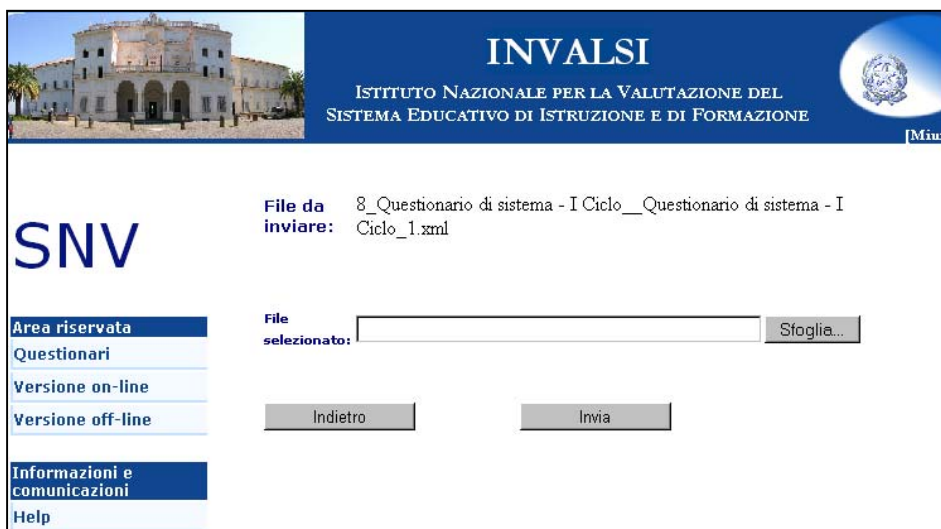 INVALSI
ISTITUTO NAZIONALE PER LA VALUTAZIONE DEL
SISTEMA EDUCATIVO DI ISTRUZIONE E DI FORMAZIONE
[Miu
SNV
File da
inviare:
8_Questionario di sistema - I Ciclo__Questionario di sistema - I
Ciclo_1.xml
File
selezionato:
Sfoglia...
Indietro
Invia
Area riservata
Questionari
Versione on-line
Versione off-line
Informazioni e
comunicazioni
Help